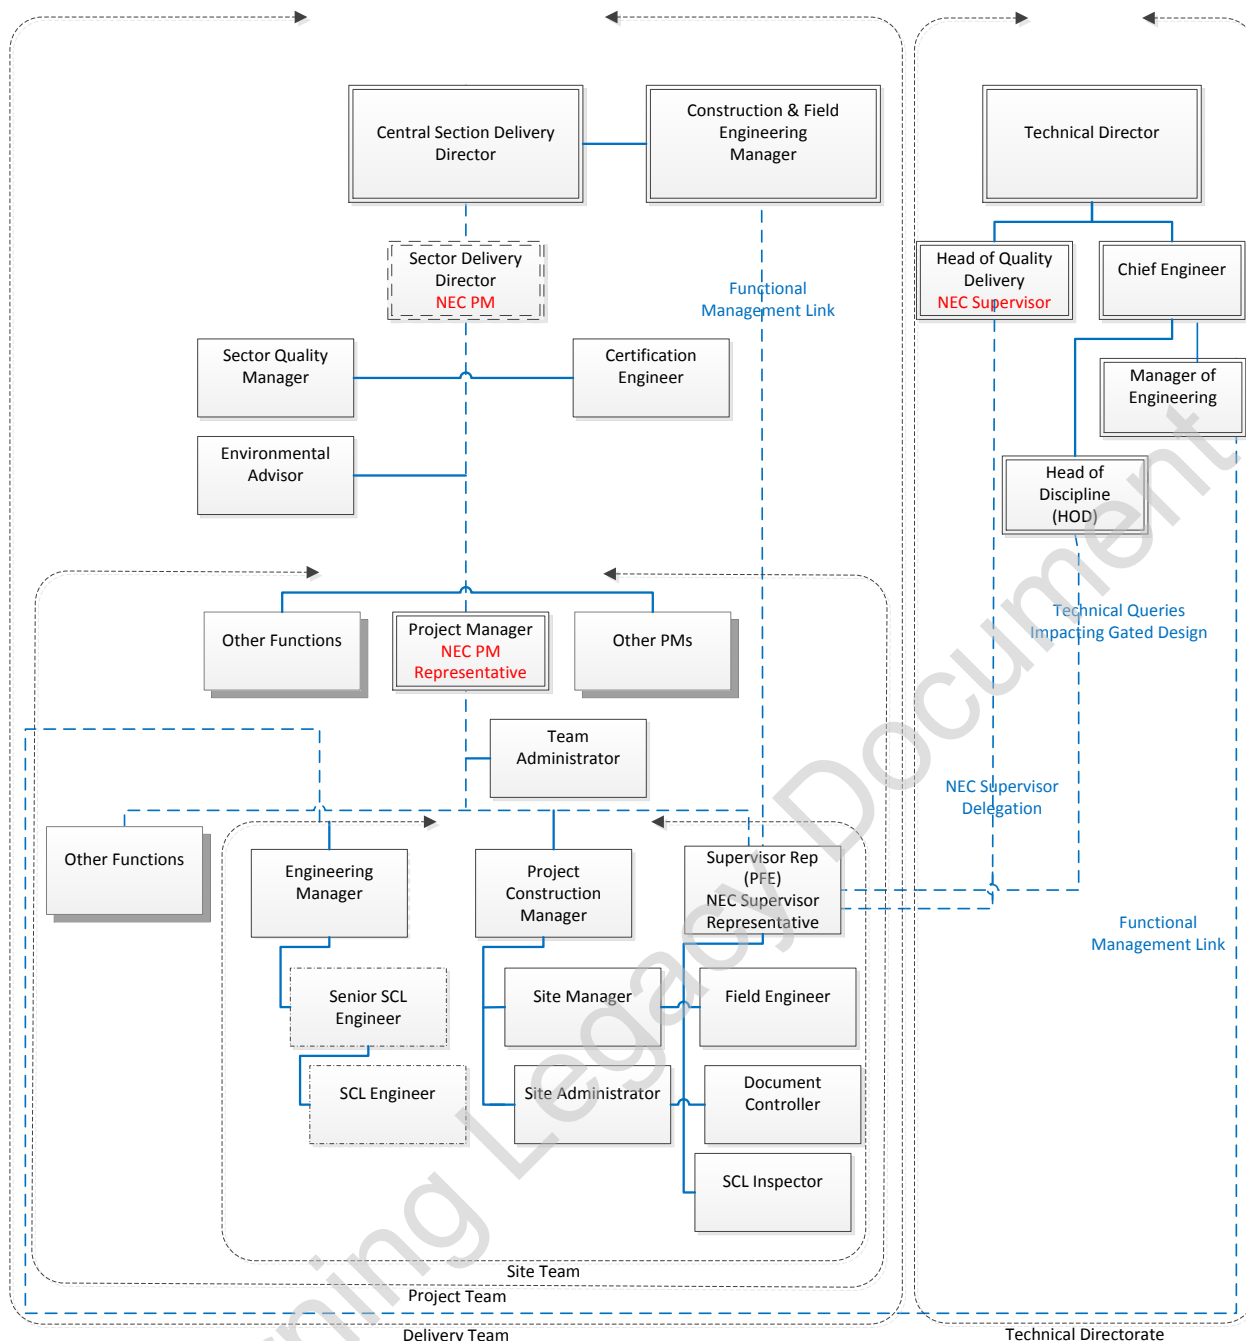 Central Section Delivery
Director
Construction & Field
Engineering
Manager
Technical Director
Sector Delivery
Director
NEC PM
Functional
Management Link
Head of Quality
Delivery
NEC Supervisor
Chief Engineer
Sector Quality
Manager
Certification
Engineer
Manager of
Engineering
Environmental
Advisor
Head of
Discipline
(HOD)
Other Functions
Project Manager
NEC PM
Representative
Other PMs
Technical Queries
Impacting Gated Design
Team
Administrator
NEC Supervisor
Delegation
Other Functions
Engineering
Manager
Project
Construction
Manager
Supervisor Rep
(PFE)
NEC Supervisor
Representative
Functional
Management Link
Senior SCL
Engineer
Site Manager
Field Engineer
SCL Engineer
Site Administrator
Document
Controller
SCL Inspector
Site Team
Project Team
Delivery Team
Technical Directorate
rning Legacy Document